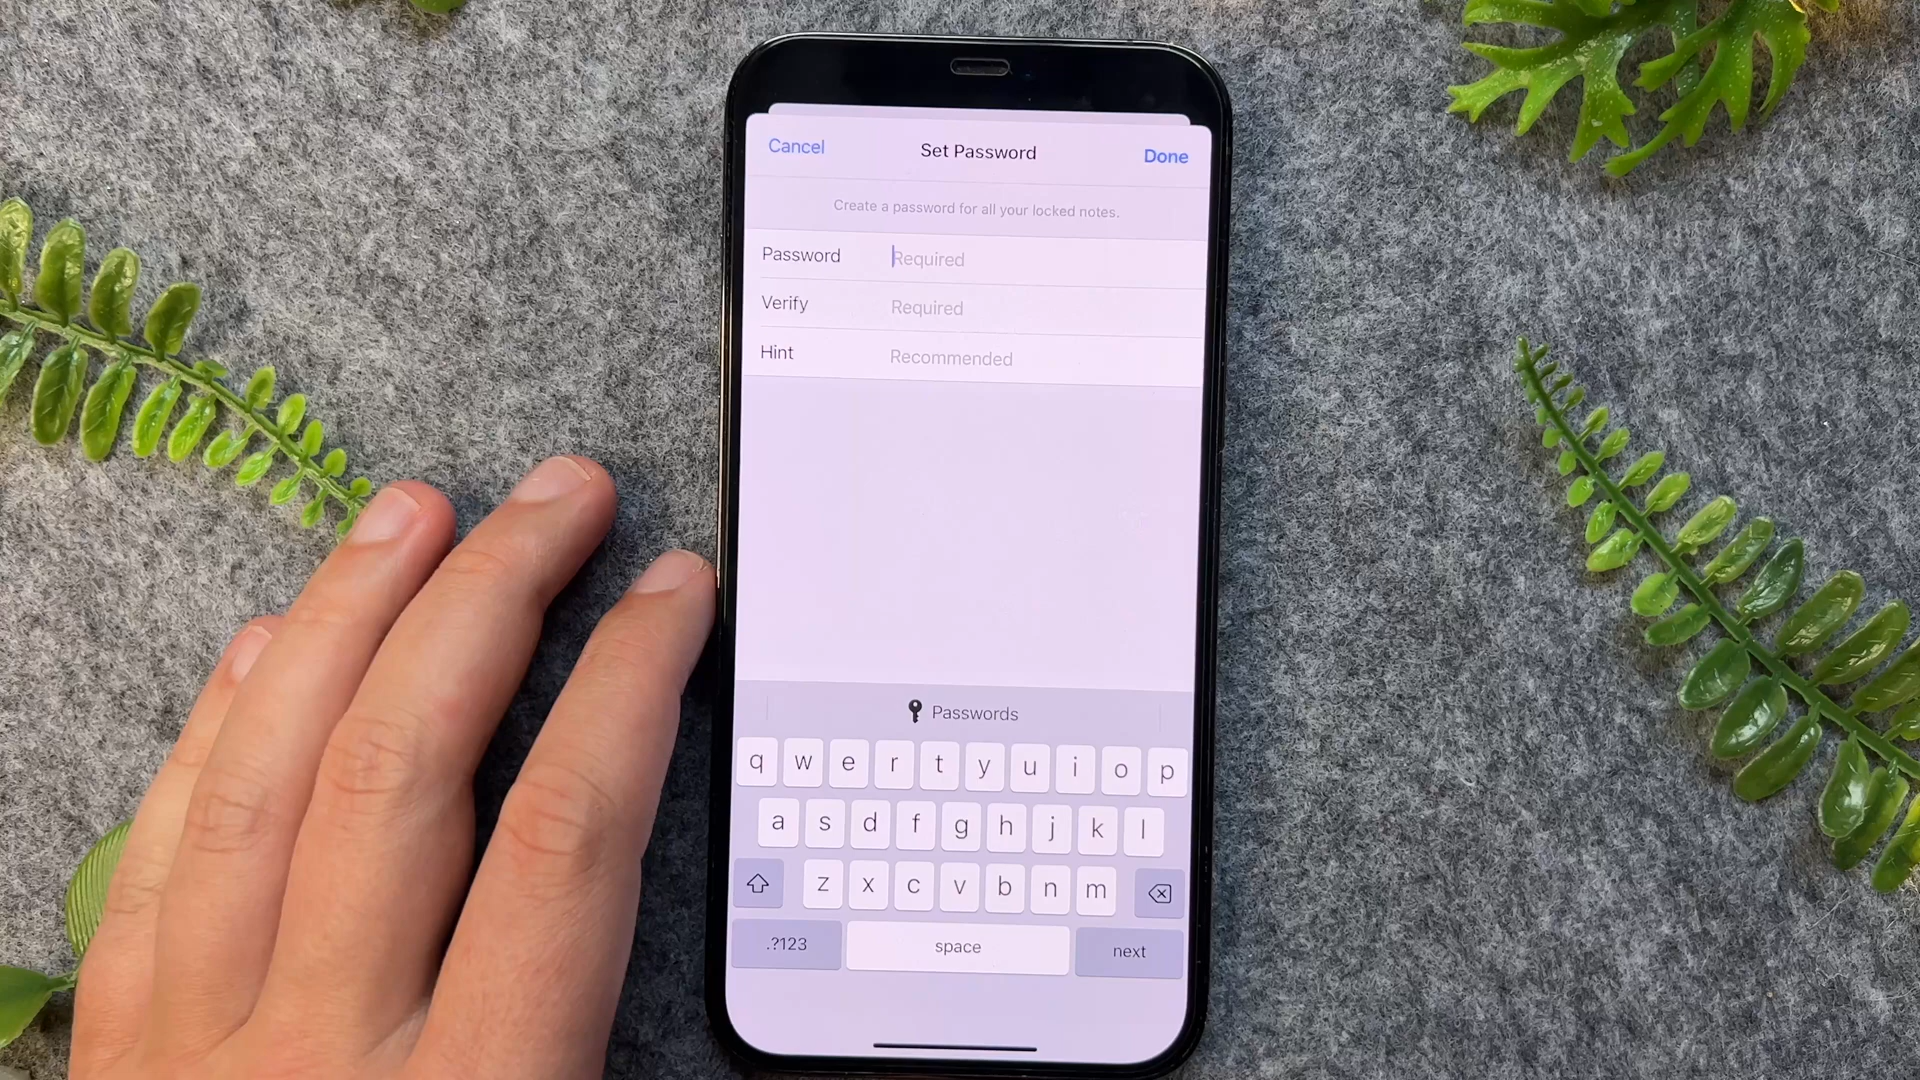 Cancel Set Password Done
Create a password for all your locked notes.
Password Required
Verify Required
Hint Recommended
Passwords
q w e r t y u i o p
a s d f g h j k l
z x c v b n m
.?123 space next